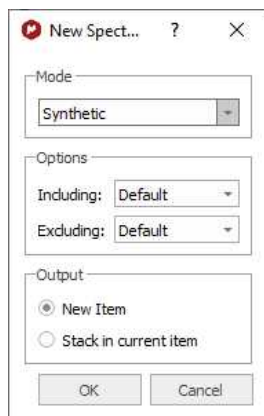 New Spect... ? ×
Mode
Synthetic
Options
Including: Default
Excluding: Default
Output
New Item
Stack in current item
OK Cancel